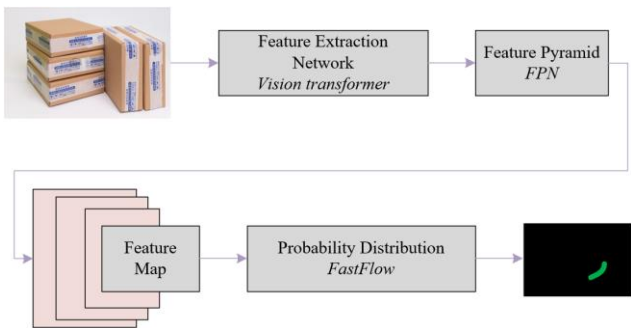 Feature Extraction
Network
Vision transformer
Feature Pyramid
FPN
Feature
Map
Probability Distribution
FastFlow